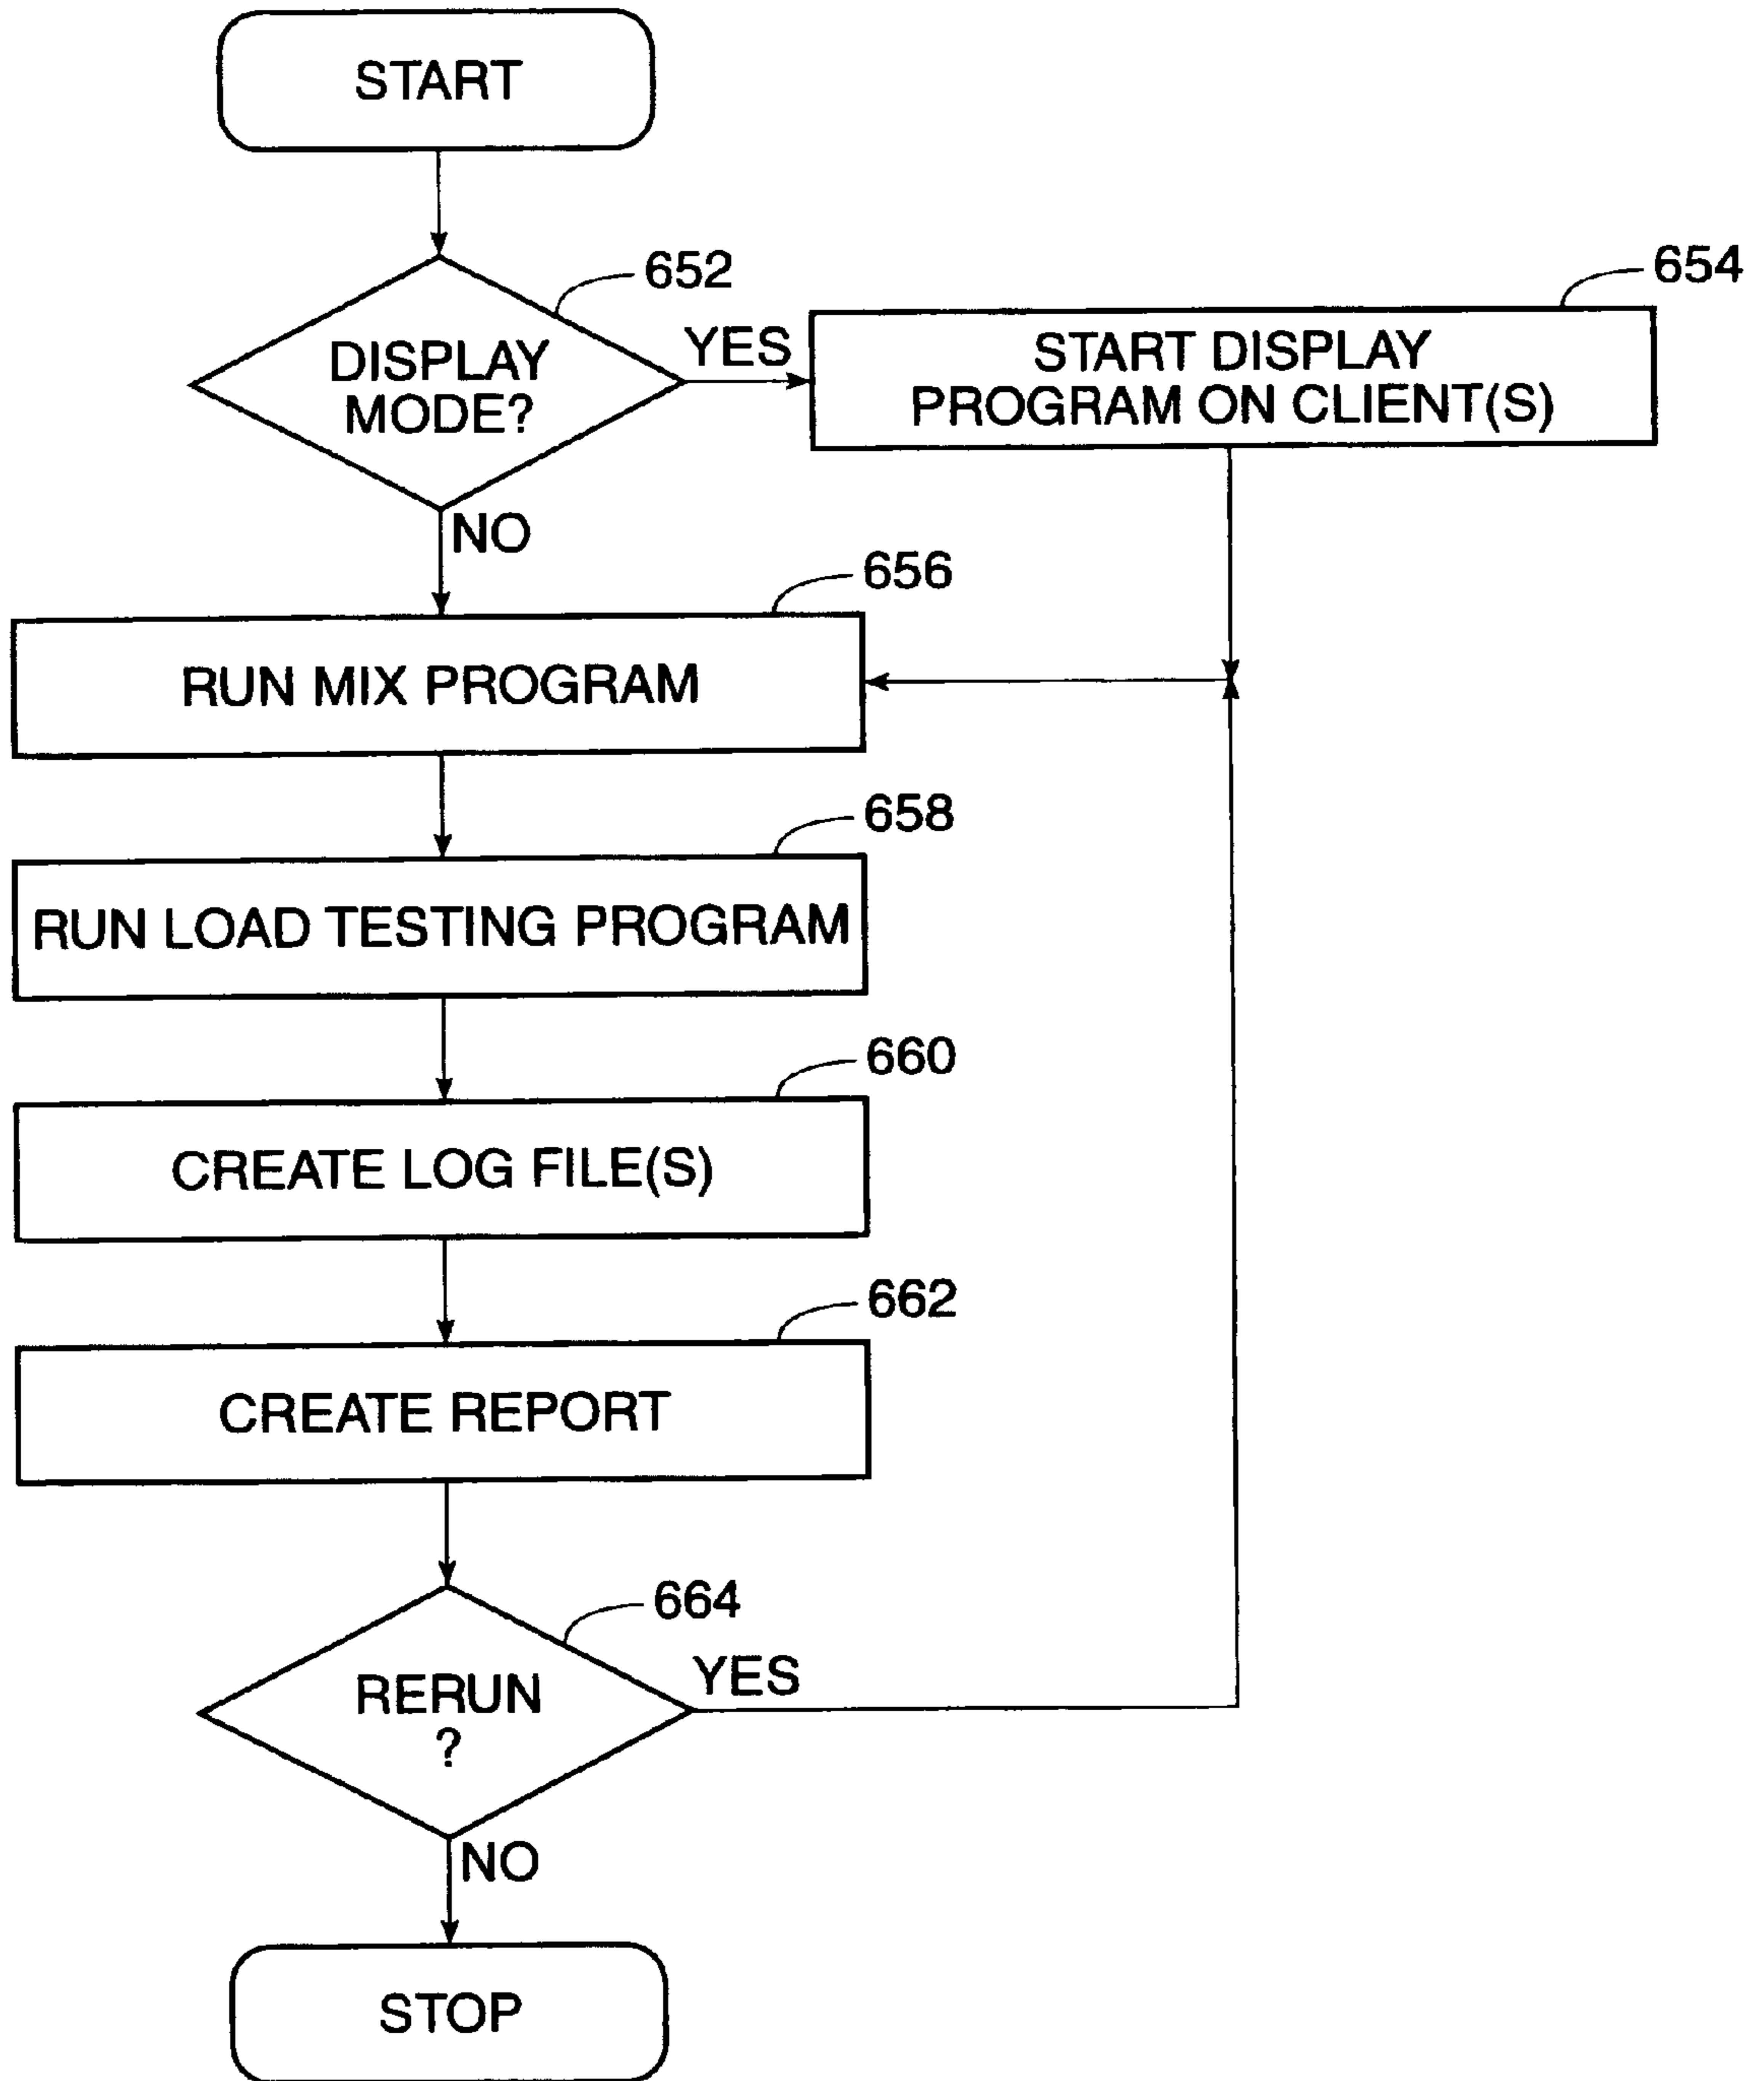 START
652
DISPLAY
MODE?
YES
654
START DISPLAY
PROGRAM ON CLIENT(S)
NO
656
RUN MIX PROGRAM
658
RUN LOAD TESTING PROGRAM
660
CREATE LOG FILE(S)
662
CREATE REPORT
664
RERUN
?
YES
NO
STOP